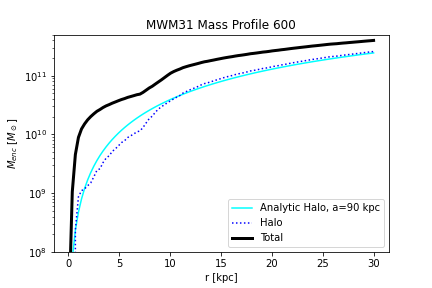 MWM31 Mass Profile 600
M_enc [M_⊙]
10^11
10^10
10^9
10^8
0 5 10 15 20 25 30
r [kpc]
Analytic Halo, a=90 kpc
Halo
Total